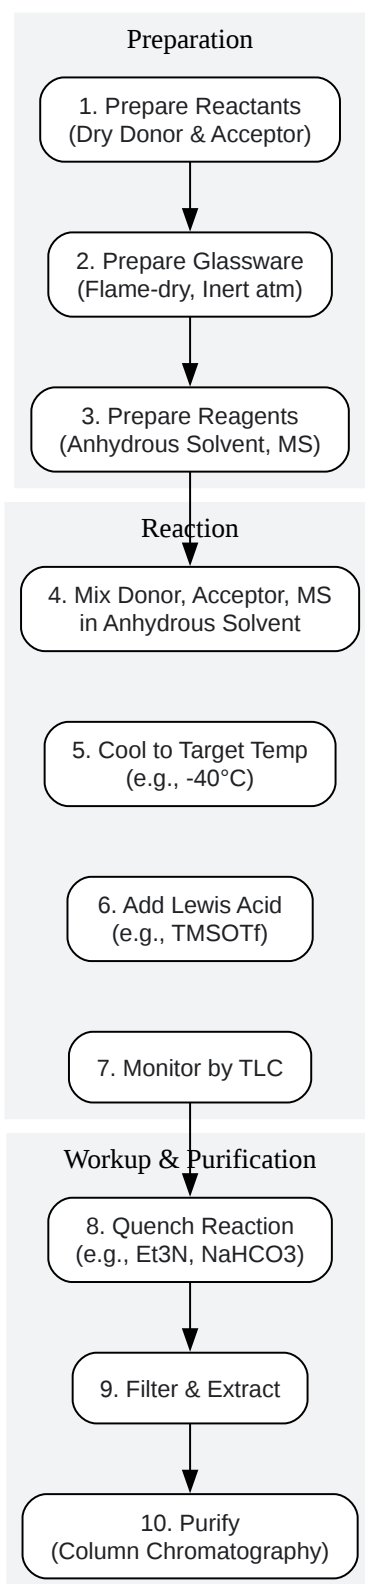 Preparation
1. Prepare Reactants
(Dry Donor & Acceptor)
2. Prepare Glassware
(Flame-dry, Inert atm)
3. Prepare Reagents
(Anhydrous Solvent, MS)
Reaction
4. Mix Donor, Acceptor, MS
in Anhydrous Solvent
5. Cool to Target Temp
(e.g., -40°C)
6. Add Lewis Acid
(e.g., TMSOTf)
7. Monitor by TLC
Workup & Purification
8. Quench Reaction
(e.g., Et3N, NaHCO3)
9. Filter & Extract
10. Purify
(Column Chromatography)